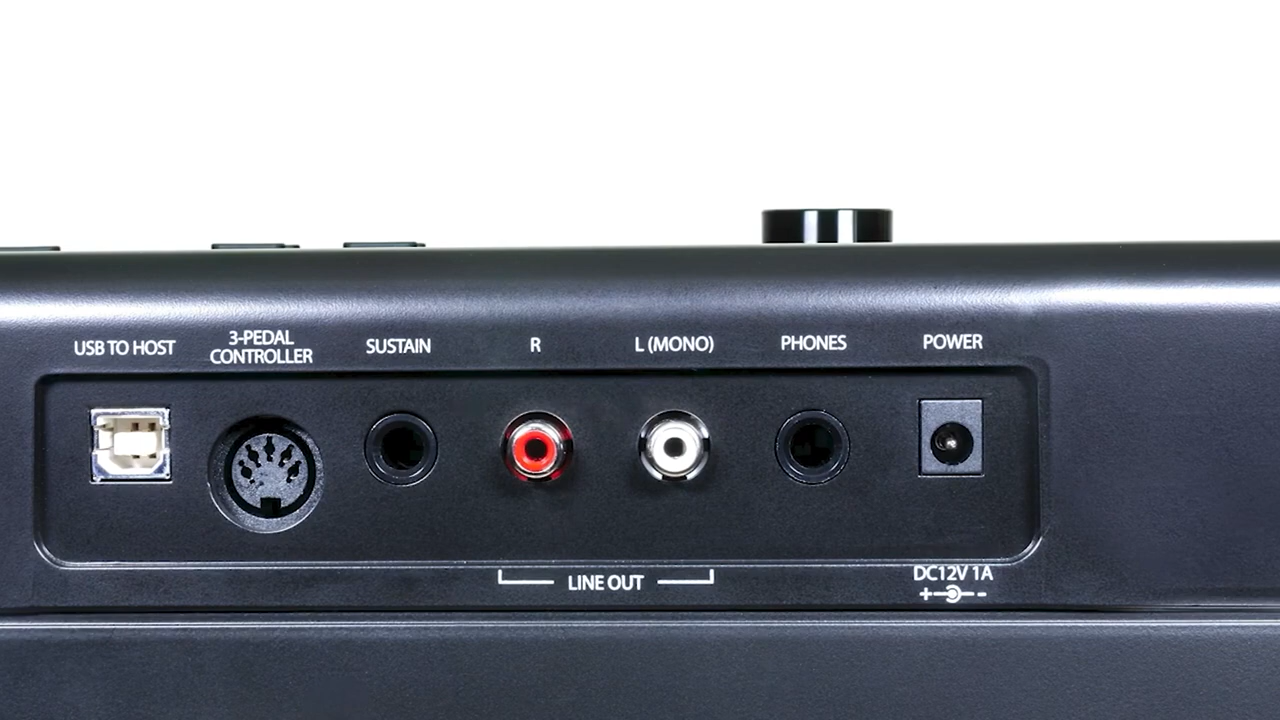 USB TO HOST
3-PEDAL
CONTROLLER
SUSTAIN
R
L (MONO)
PHONES
POWER
LINE OUT
DC12V 1A
+ -